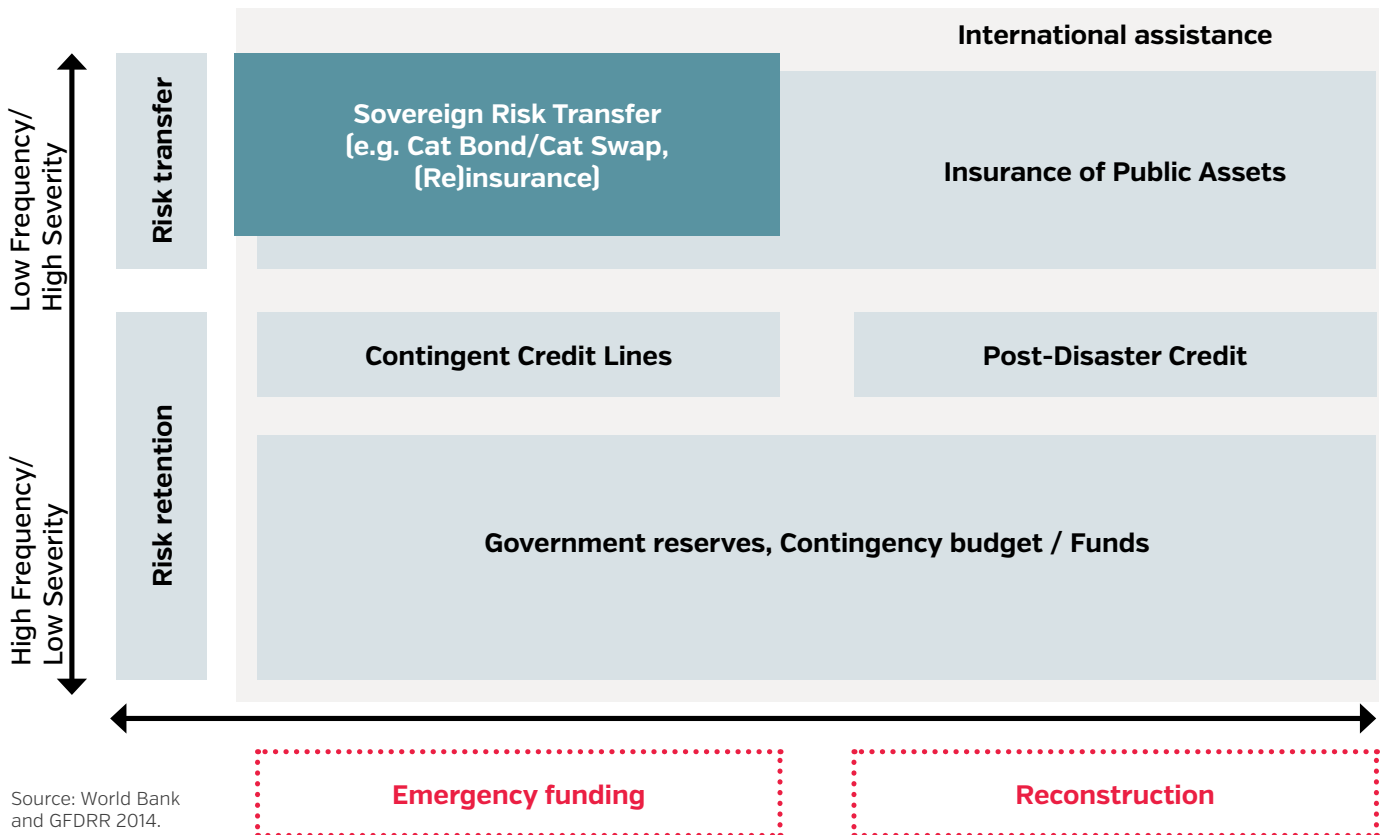 International assistance
Low Frequency/
High Severity
Risk transfer
Sovereign Risk Transfer
(e.g. Cat Bond/Cat Swap,
(Re)insurance)
Insurance of Public Assets
Contingent Credit Lines
Post-Disaster Credit
High Frequency/
Low Severity
Risk retention
Government reserves, Contingency budget / Funds
Emergency funding
Reconstruction
Source: World Bank
and GFDRR 2014.